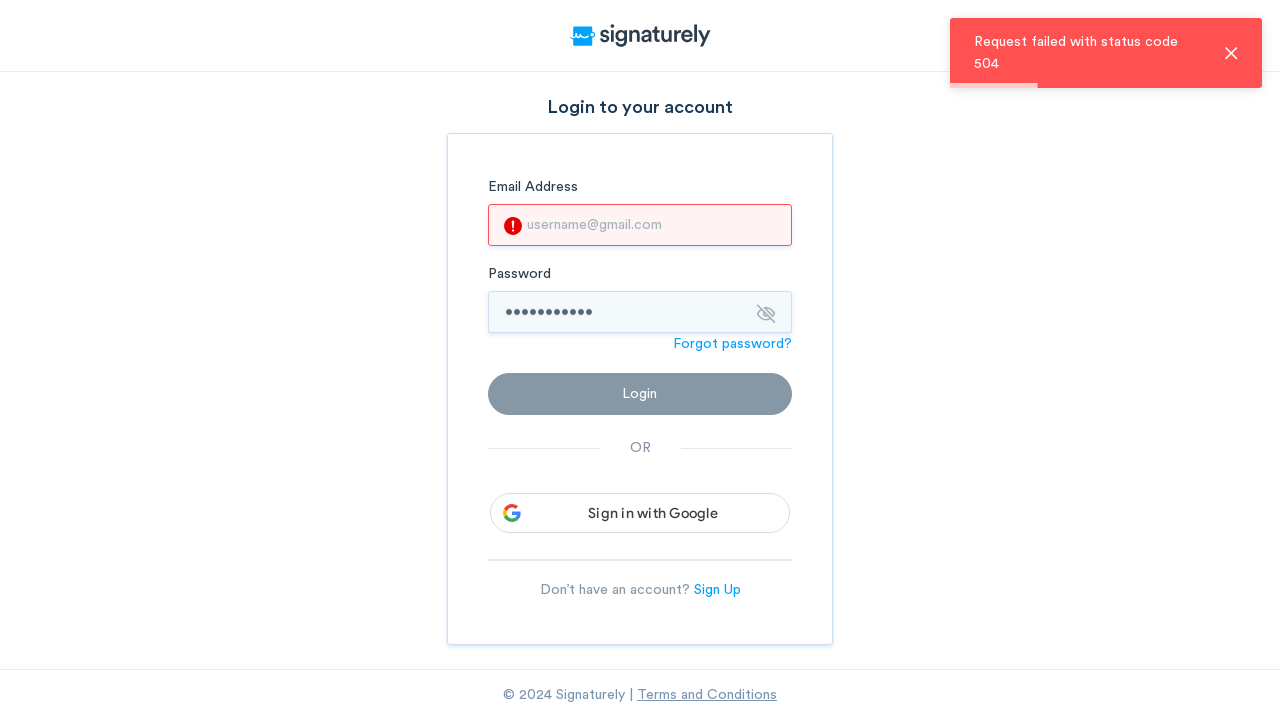 signaturely
Request failed with status code
504
Login to your account
Email Address
username@gmail.com
Password
•••••••••••
Forgot password?
Login
OR
Sign in with Google
Don’t have an account? Sign Up
© 2024 Signaturely | Terms and Conditions